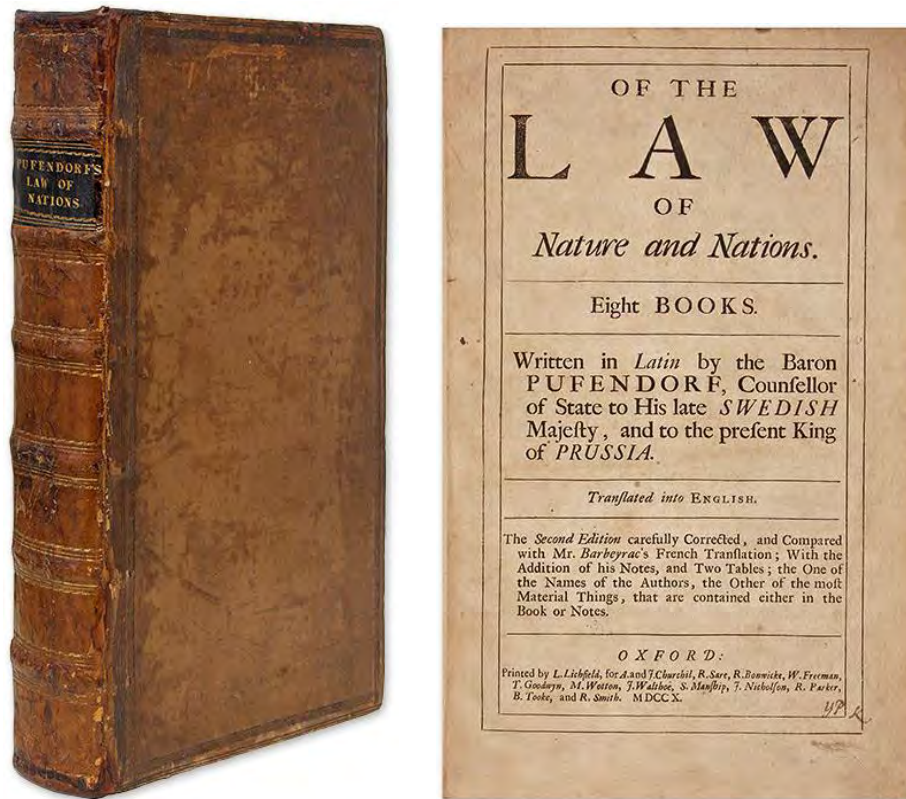 PUFENDORF'S
LAW OF
NATIONS
OF THE
LAW
OF
Nature and Nations.
Eight BOOKS.
Written in Latin by the Baron
PUFENDORF, Counſellor
of State to His late SWEDISH
Majeſty, and to the preſent King
of PRUSSIA.
Tranſlated into ENGLISH.
The Second Edition carefully Corrected, and Compared
with Mr. Barbeyrac's French Tranſlation; With the
Addition of his Notes, and Two Tables; the One of
the Names of the Authors, the Other of the moſt
Material Things, that are contained either in the
Book or Notes.
OXFORD:
Printed by L. Lichfield, for A. and J. Churchil, R. Sare, R. Bonwicke, W. Freeman,
T. Goodwyn, M. Wotton, J. Walthoe, S. Manſhip, J. Nicholſon, R. Parker,
B. Tooke, and R. Smith. MDCCX.